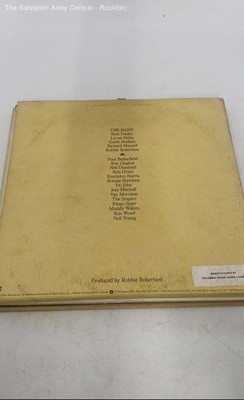 The Salvation Army Central - Rockford,
THE BAND
Rick Danko
Levon Helm
Garth Hudson
Richard Manuel
Robbie Robertson
Paul Butterfield
Eric Clapton
Neil Diamond
Bob Dylan
Emmylou Harris
Ronnie Hawkins
Dr. John
Joni Mitchell
Van Morrison
The Staples
Ringo Starr
Muddy Waters
Ron Wood
Neil Young
Produced by Robbie Robertson
MANUFACTURED BY